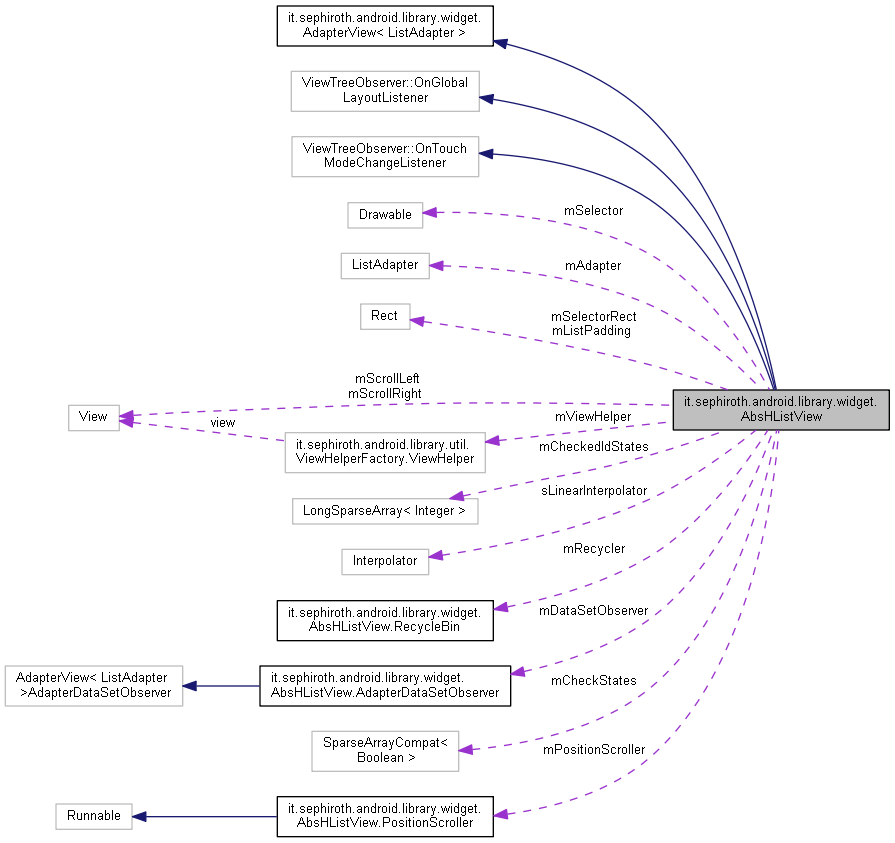 it.sephiroth.android.library.widget.
AdapterView< ListAdapter >
ViewTreeObserver::OnGlobal
LayoutListener
ViewTreeObserver::OnTouch
ModeChangeListener
Drawable
mSelector
ListAdapter
mAdapter
Rect
mSelectorRect
mListPadding
mScrollLeft
mScrollRight
it.sephiroth.android.library.widget.
AbsHListView
View
view
mViewHelper
it.sephiroth.android.library.util.
ViewHelperFactory.ViewHelper
mCheckedIdStates
LongSparseArray< Integer >
sLinearInterpolator
Interpolator
mRecycler
it.sephiroth.android.library.widget.
AbsHListView.RecycleBin
mDataSetObserver
AdapterView< ListAdapter
>AdapterDataSetObserver
it.sephiroth.android.library.widget.
AbsHListView.AdapterDataSetObserver
mCheckStates
SparseArrayCompat<
Boolean >
mPositionScroller
Runnable
it.sephiroth.android.library.widget.
AbsHListView.PositionScroller